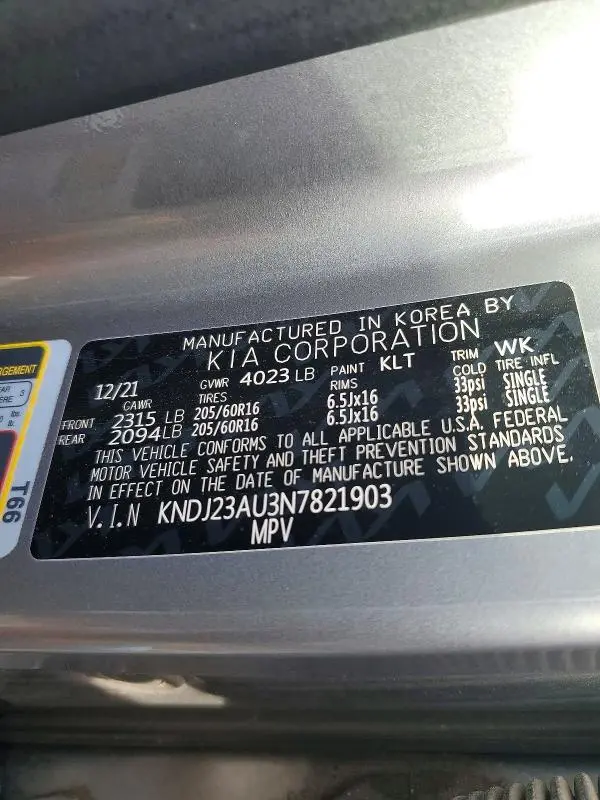 MANUFACTURED IN KOREA BY
KIA CORPORATION
12/21 GVWR 4023 LB PAINT KLT TRIM WK
GAWR TIRES RIMS COLD TIRE INFL
FRONT 2315 LB 205/60R16 6.5Jx16 33psi SINGLE
REAR 2094 LB 205/60R16 6.5Jx16 33psi SINGLE
THIS VEHICLE CONFORMS TO ALL APPLICABLE U.S.A. FEDERAL
MOTOR VEHICLE SAFETY AND THEFT PREVENTION STANDARDS
IN EFFECT ON THE DATE OF MANUFACTURE SHOWN ABOVE.
V.I.N KNDJ23AU3N7821903
MPV
T66